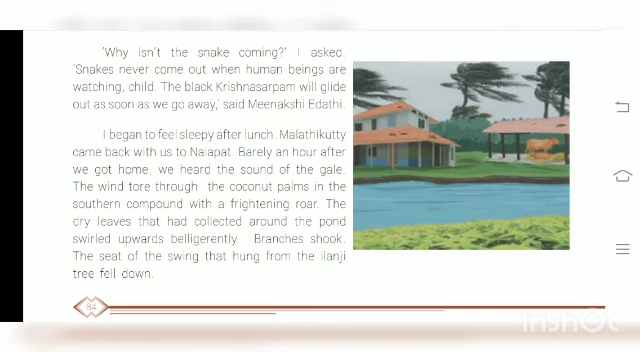 'Why isn't the snake coming?' I asked.
'Snakes never come out when human beings are
watching, child. The black Krishnasarpam will glide
out as soon as we go away,' said Meenakshi Edathi.
I began to feel sleepy after lunch. Malathikutty
came back with us to Nalapat. Barely an hour after
we got home, we heard the sound of the gale.
The wind tore through the coconut palms in the
southern compound with a frightening roar. The
dry leaves that had collected around the pond
swirled upwards belligerently. Branches shook.
The seat of the swing that hung from the ilanji
tree fell down.
84
inshot